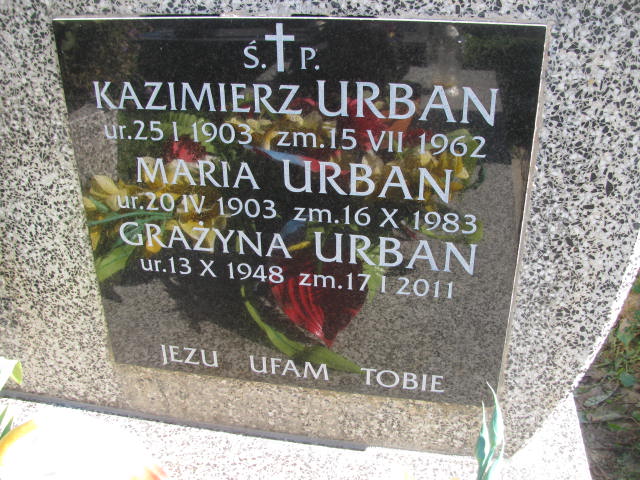 Ś. P.
KAZIMIERZ URBAN
ur.25 I 1903 zm.15 VII 1962
MARIA URBAN
ur.20 IV 1903 zm.16 X 1983
GRAŻYNA URBAN
ur.13 X 1948 zm.17 I 2011
JEZU UFAM TOBIE